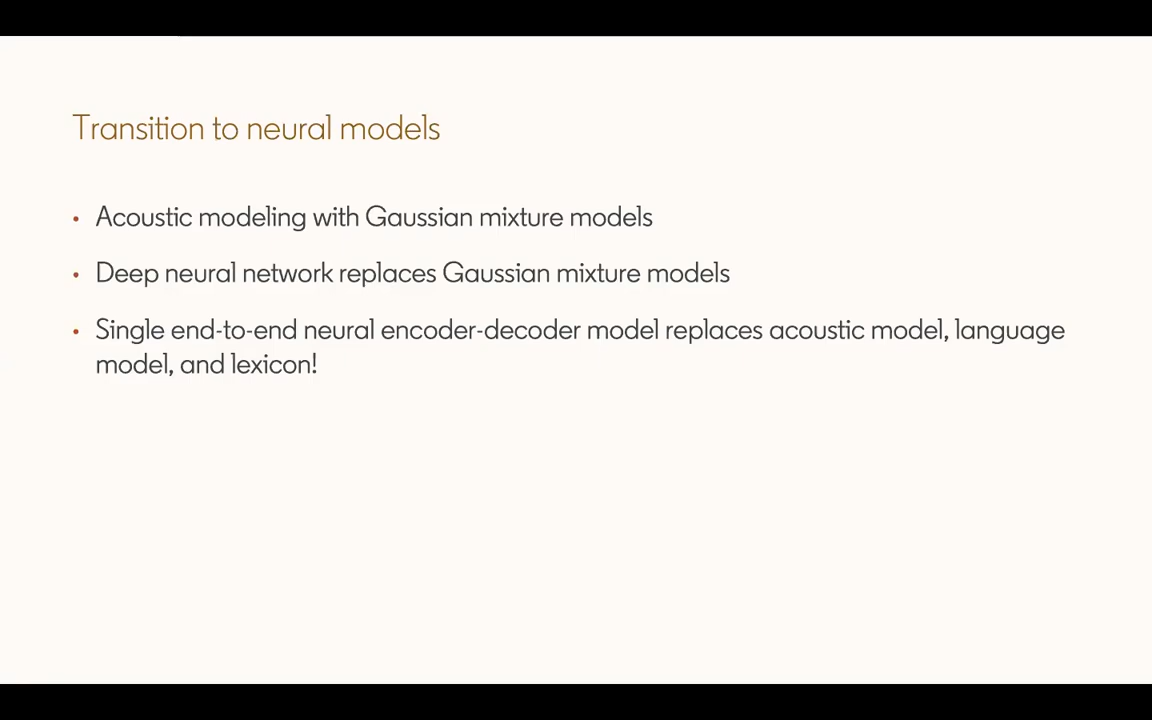 Transition to neural models
• Acoustic modeling with Gaussian mixture models
• Deep neural network replaces Gaussian mixture models
• Single end-to-end neural encoder-decoder model replaces acoustic model, language
model, and lexicon!